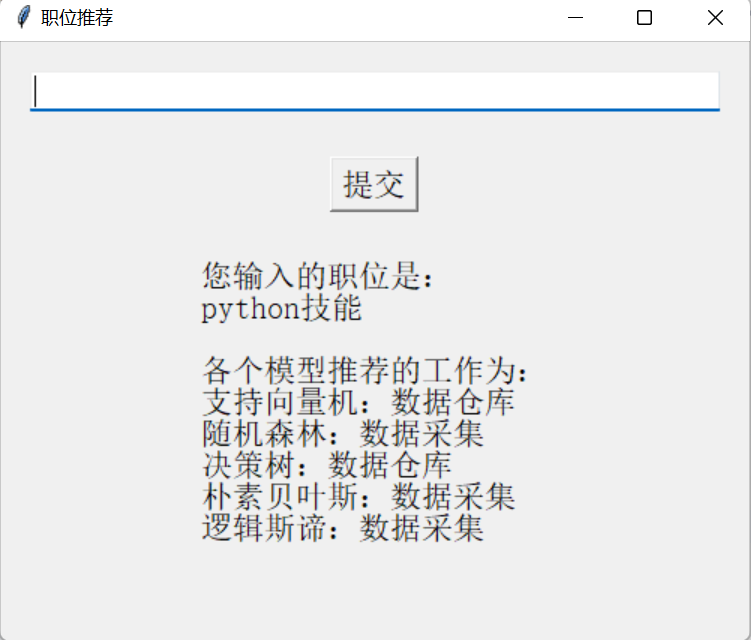 职位推荐
提交
您输入的职位是：
python技能
各个模型推荐的工作为：
支持向量机：数据仓库
随机森林：数据采集
决策树：数据仓库
朴素贝叶斯：数据采集
逻辑斯谛：数据采集